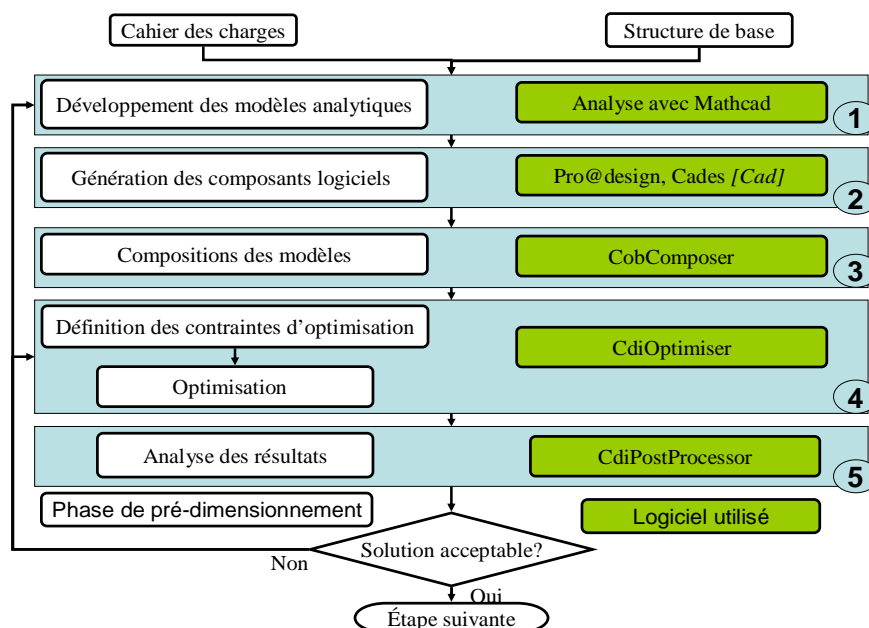 Cahier des charges
Structure de base
Développement des modèles analytiques
Analyse avec Mathcad
1
Génération des composants logiciels
Pro@design, Cades [Cad]
2
Compositions des modèles
CobComposer
3
Définition des contraintes d'optimisation
CdiOptimiser
Optimisation
4
Analyse des résultats
CdiPostProcessor
5
Phase de pré-dimensionnement
Logiciel utilisé
Solution acceptable?
Non
Oui
Étape suivante